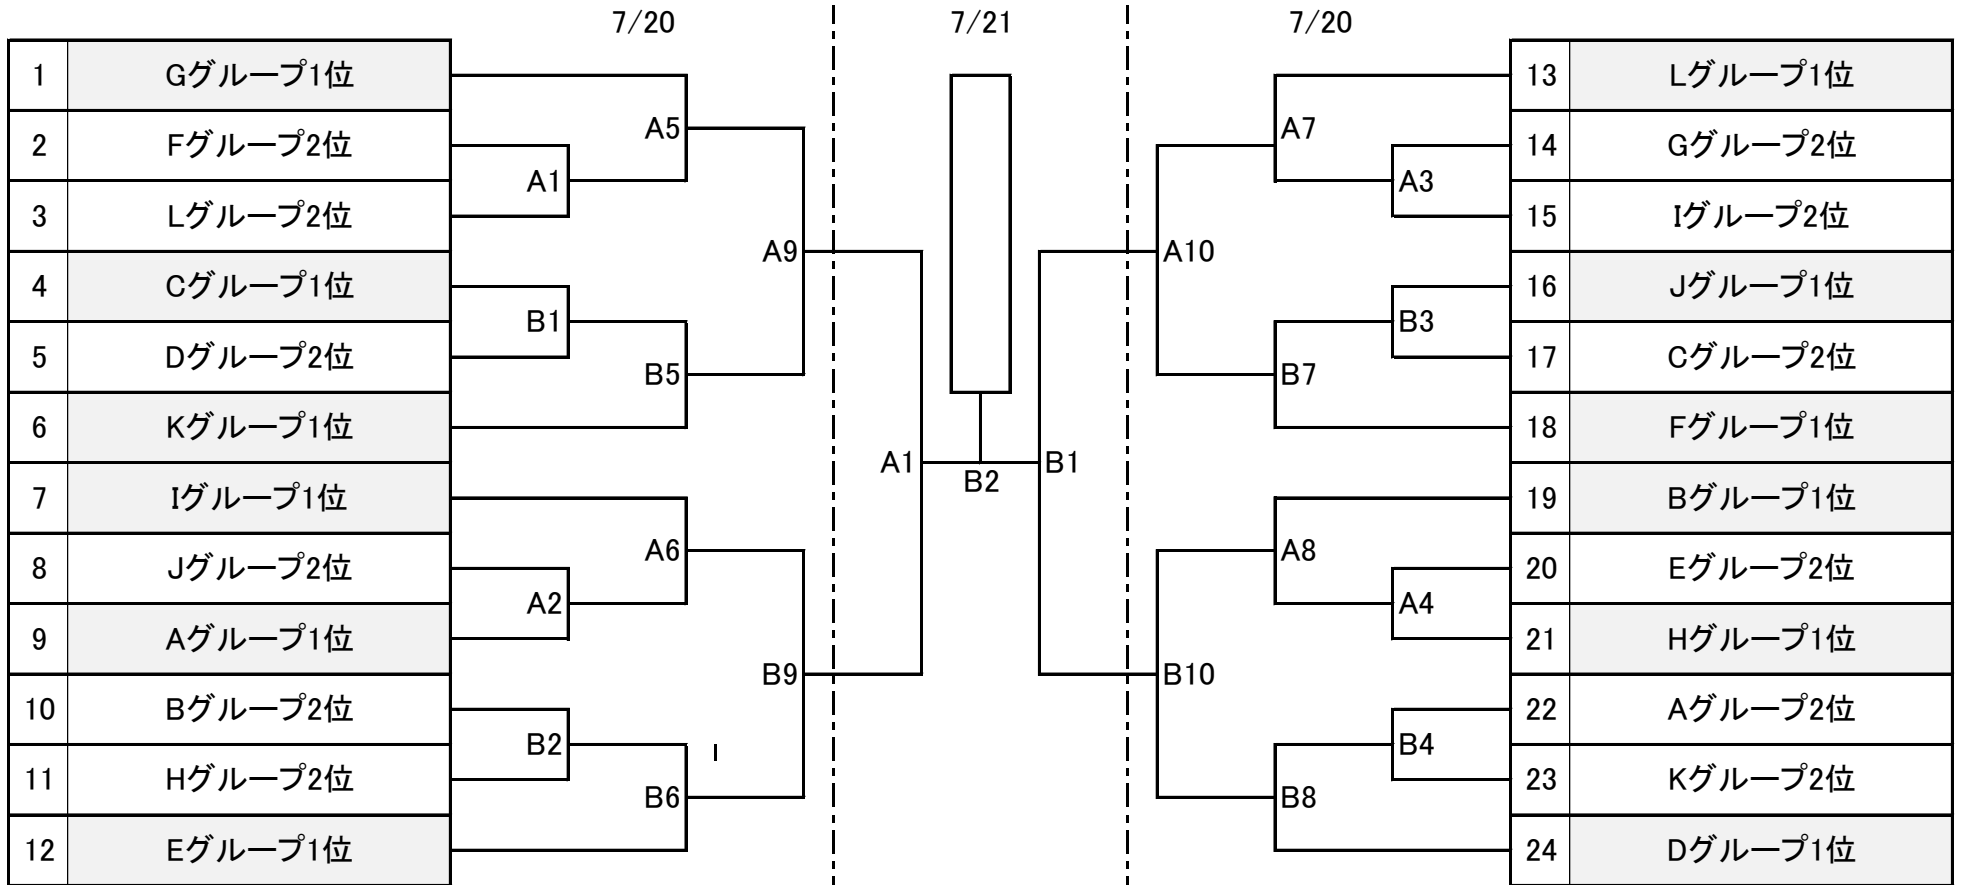 7/20 7/21 7/20
1 Gグループ1位
2 Fグループ2位
3 Lグループ2位
4 Cグループ1位
5 Dグループ2位
6 Kグループ1位
7 Iグループ1位
8 Jグループ2位
9 Aグループ1位
10 Bグループ2位
11 Hグループ2位
12 Eグループ1位
A1
B1
A2
B2
A5
B5
A6
B6
A9
B9
A1
B2
B1
A10
B10
A7
B7
A8
B8
A3
B3
A4
B4
13 Lグループ1位
14 Gグループ2位
15 Iグループ2位
16 Jグループ1位
17 Cグループ2位
18 Fグループ1位
19 Bグループ1位
20 Eグループ2位
21 Hグループ1位
22 Aグループ2位
23 Kグループ2位
24 Dグループ1位